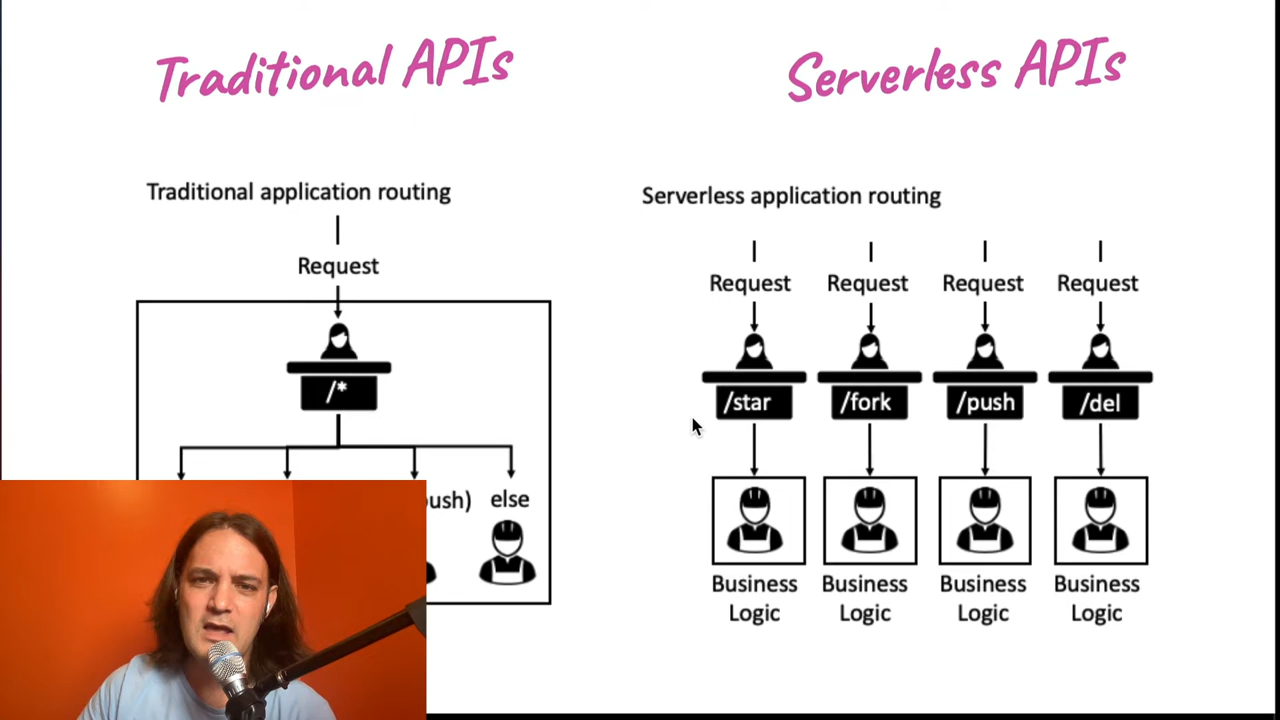 Traditional APIs
Serverless APIs
Traditional application routing
Request
/*
else
Serverless application routing
Request Request Request Request
/star /fork /push /del
Business Business Business Business
Logic Logic Logic Logic